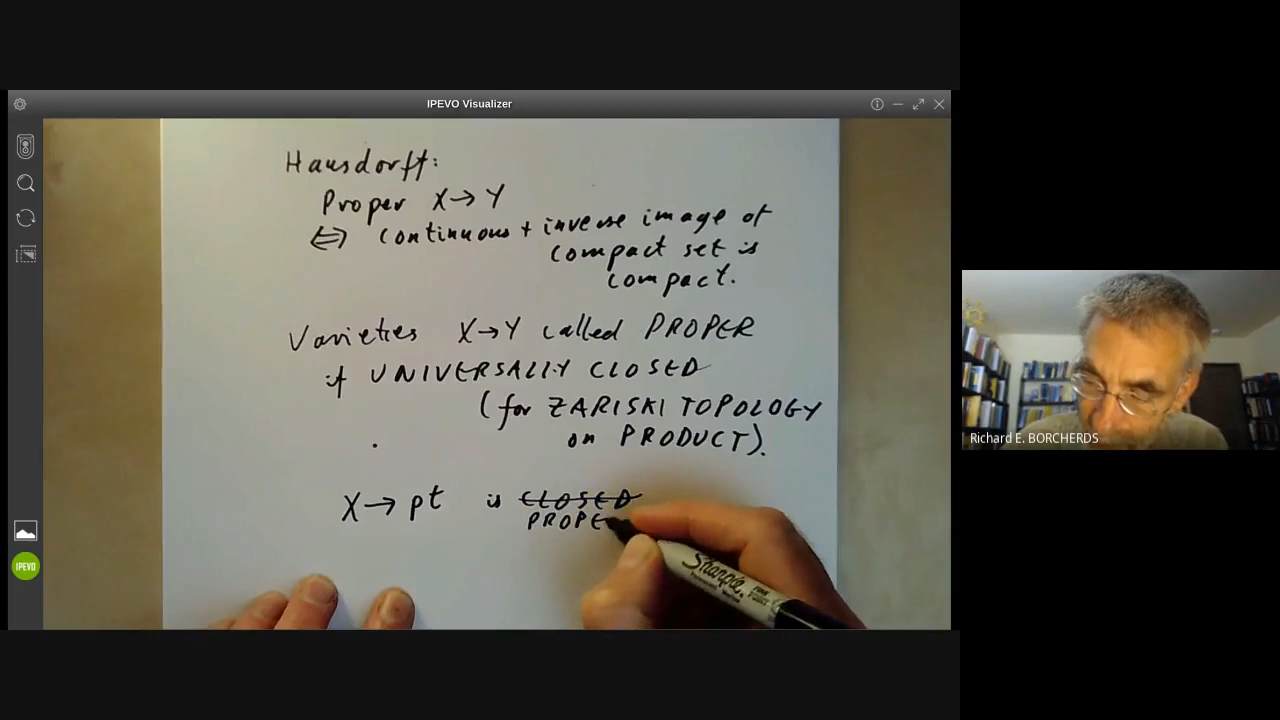 IPEVO Visualizer
Hausdorff:
Proper X→Y
⇔ continuous + inverse image of
compact set is
compact.
Varieties X→Y called PROPER
if UNIVERSALLY CLOSED
(for ZARISKI TOPOLOGY
on PRODUCT).
X→pt is CLOSED
PROPE
Sharpie
IPEVO
Richard E. BORCHERDS